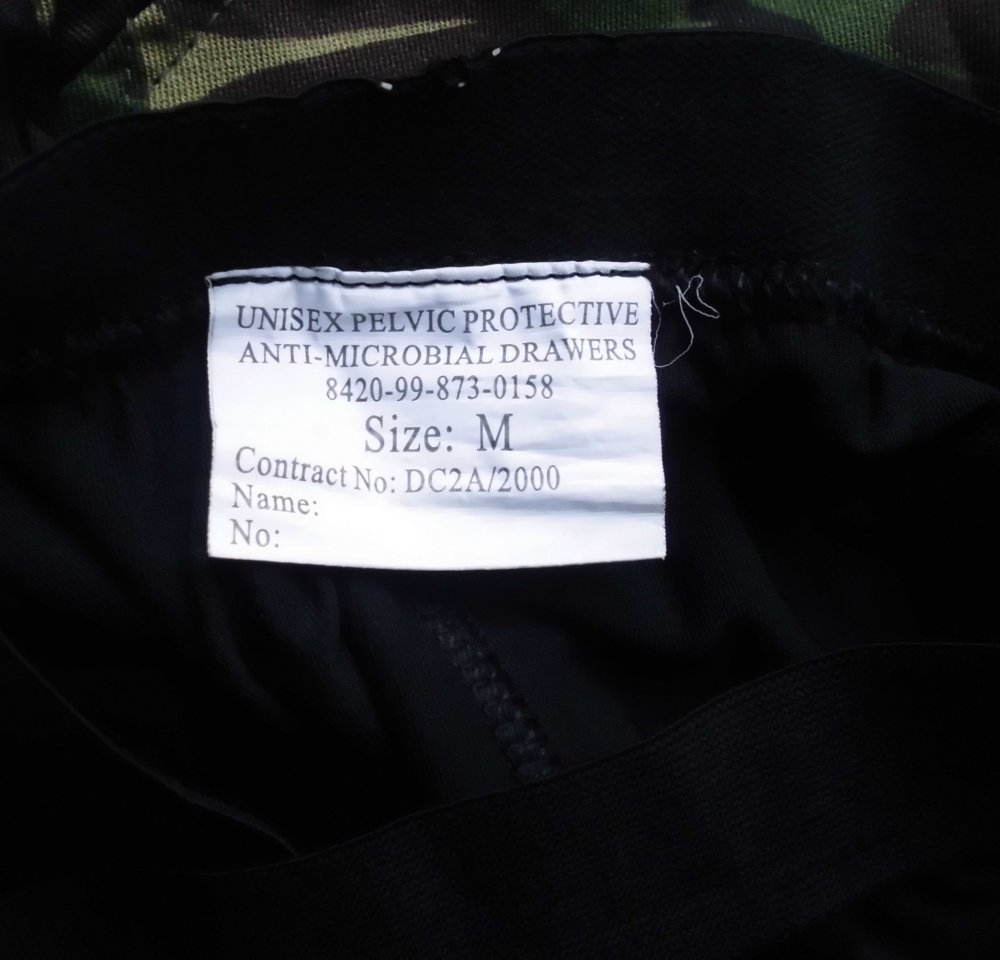 UNISEX PELVIC PROTECTIVE
ANTI-MICROBIAL DRAWERS
8420-99-873-0158
Size: M
Contract No: DC2A/2000
Name:
No: